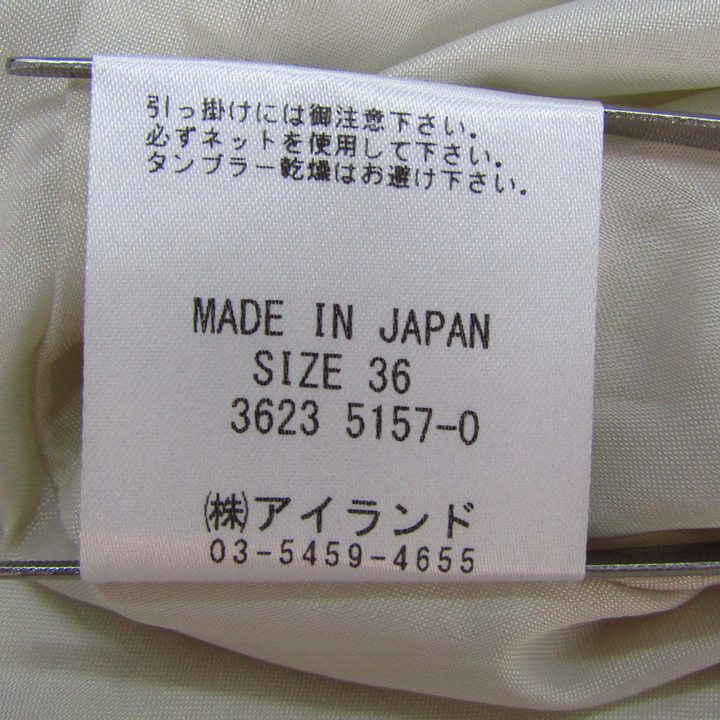 引っ掛けには御注意下さい。
必ずネットを使用して下さい。
タンブラー乾燥はお避け下さい。
MADE IN JAPAN
SIZE 36
3623 5157-0
㈱アイランド
03-5459-4655